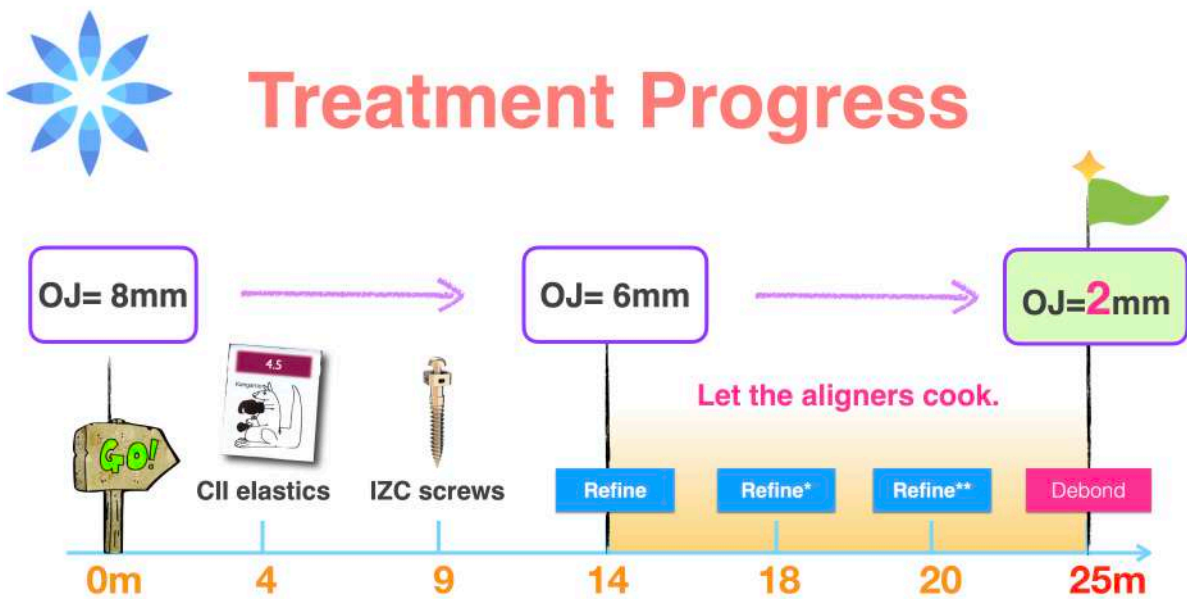 Treatment Progress
OJ= 8mm
OJ= 6mm
OJ=2mm
4.5
Kangaroo
GO!
Let the aligners cook.
CII elastics
IZC screws
Refine
Refine*
Refine**
Debond
0m
4
9
14
18
20
25m